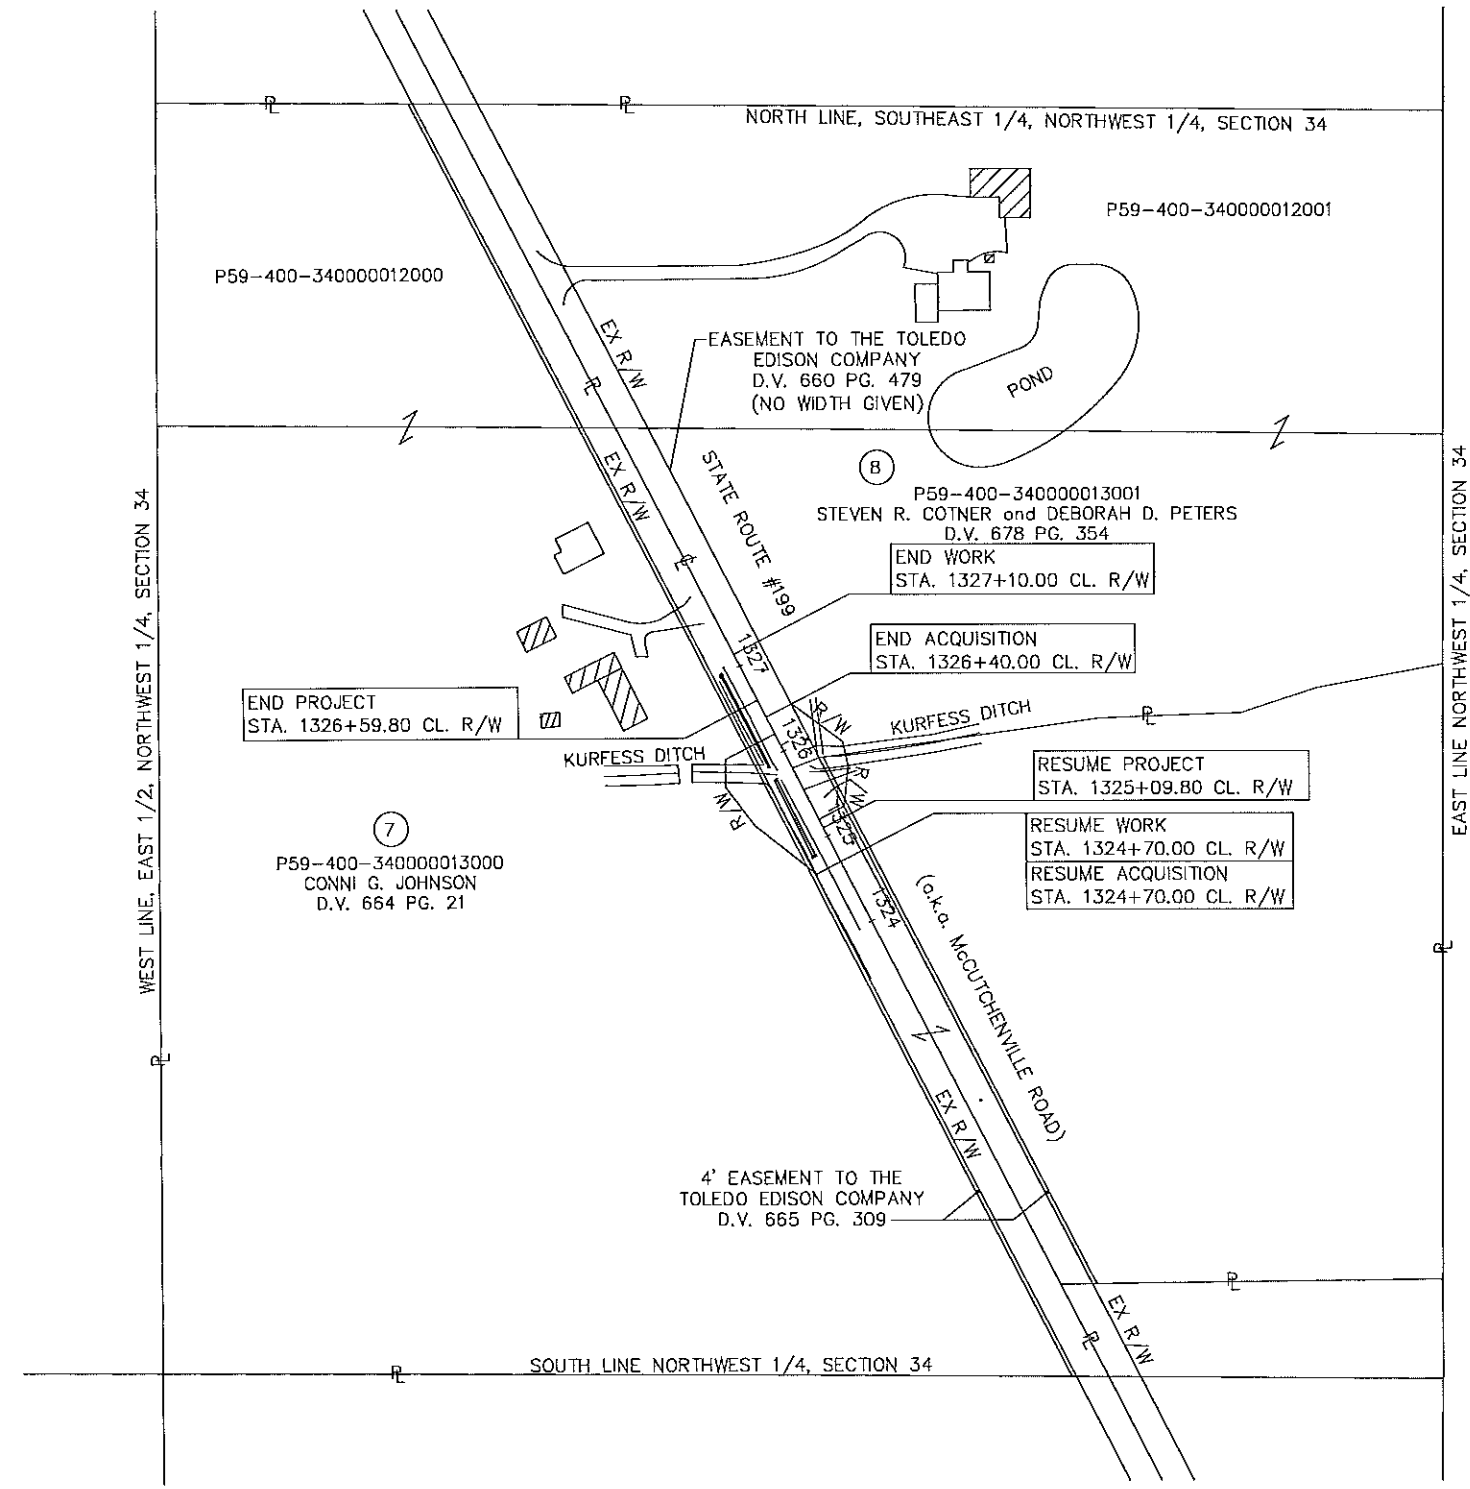 NORTH LINE, SOUTHEAST 1/4, NORTHWEST 1/4, SECTION 34
P59-400-340000012001
P59-400-340000012000
EX R/W
EASEMENT TO THE TOLEDO
EDISON COMPANY
D.V. 660 PG. 479
(NO WIDTH GIVEN)
POND
EX R/W
STATE ROUTE #199
8
P59-400-340000013001
STEVEN R. COTNER and DEBORAH D. PETERS
D.V. 678 PG. 354
END WORK
STA. 1327+10.00 CL. R/W
END ACQUISITION
STA. 1326+40.00 CL. R/W
WEST LINE, EAST 1/2, NORTHWEST 1/4, SECTION 34
EAST LINE NORTHWEST 1/4, SECTION 34
1327
END PROJECT
STA. 1326+59.80 CL. R/W
R/W
1326
KURFESS DITCH
KURFESS DITCH
RESUME PROJECT
STA. 1325+09.80 CL. R/W
R/W
R/W
1325
RESUME WORK
STA. 1324+70.00 CL. R/W
RESUME ACQUISITION
STA. 1324+70.00 CL. R/W
7
P59-400-340000013000
CONNI G. JOHNSON
D.V. 664 PG. 21
1324
(a.k.a. McCUTCHENVILLE ROAD)
EX R/W
4' EASEMENT TO THE
TOLEDO EDISON COMPANY
D.V. 665 PG. 309
EX R/W
SOUTH LINE NORTHWEST 1/4, SECTION 34